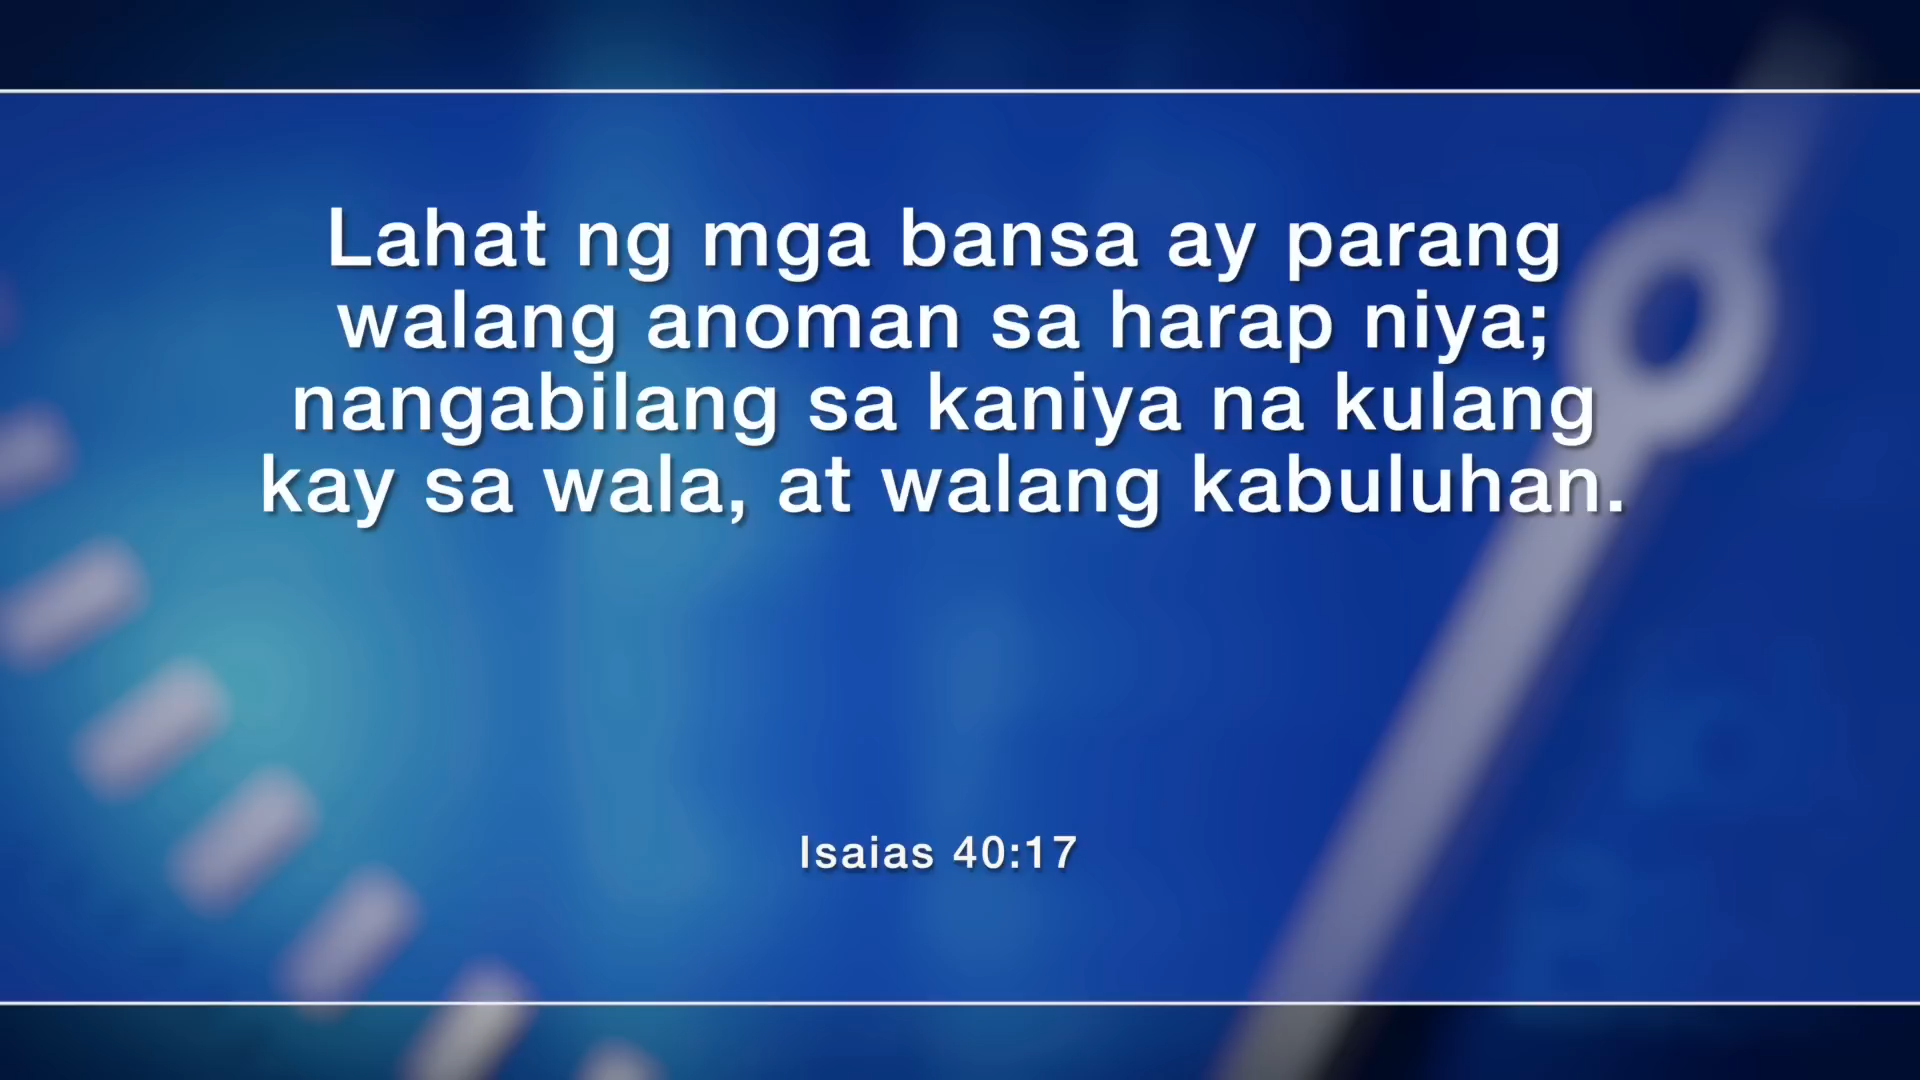 Lahat ng mga bansa ay parang
walang anoman sa harap niya;
nangabilang sa kaniya na kulang
kay sa wala, at walang kabuluhan.
Isaias 40:17